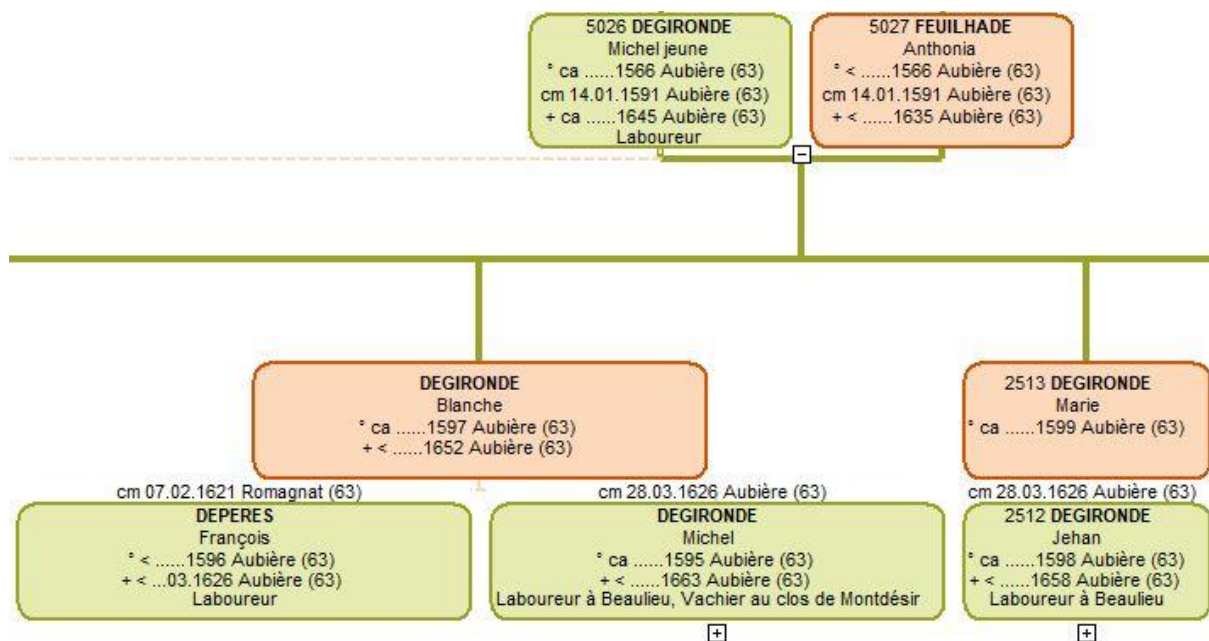 5026 DEGIRONDE
Michel jeune
° ca ......1566 Aubière (63)
cm 14.01.1591 Aubière (63)
+ ca ......1645 Aubière (63)
Laboureur
5027 FEUILHADE
Anthonia
° < ......1566 Aubière (63)
cm 14.01.1591 Aubière (63)
+ < ......1635 Aubière (63)
DEGIRONDE
Blanche
° ca ......1597 Aubière (63)
+ < ......1652 Aubière (63)
2513 DEGIRONDE
Marie
° ca ......1599 Aubière (63)
cm 07.02.1621 Romagnat (63)
DEPERES
François
° < ......1596 Aubière (63)
+ < ...03.1626 Aubière (63)
Laboureur
cm 28.03.1626 Aubière (63)
DEGIRONDE
Michel
° ca ......1595 Aubière (63)
+ < ......1663 Aubière (63)
Laboureur à Beaulieu, Vachier au clos de Montdésir
cm 28.03.1626 Aubière (63)
2512 DEGIRONDE
Jehan
° ca ......1598 Aubière (63)
+ < ......1658 Aubière (63)
Laboureur à Beaulieu